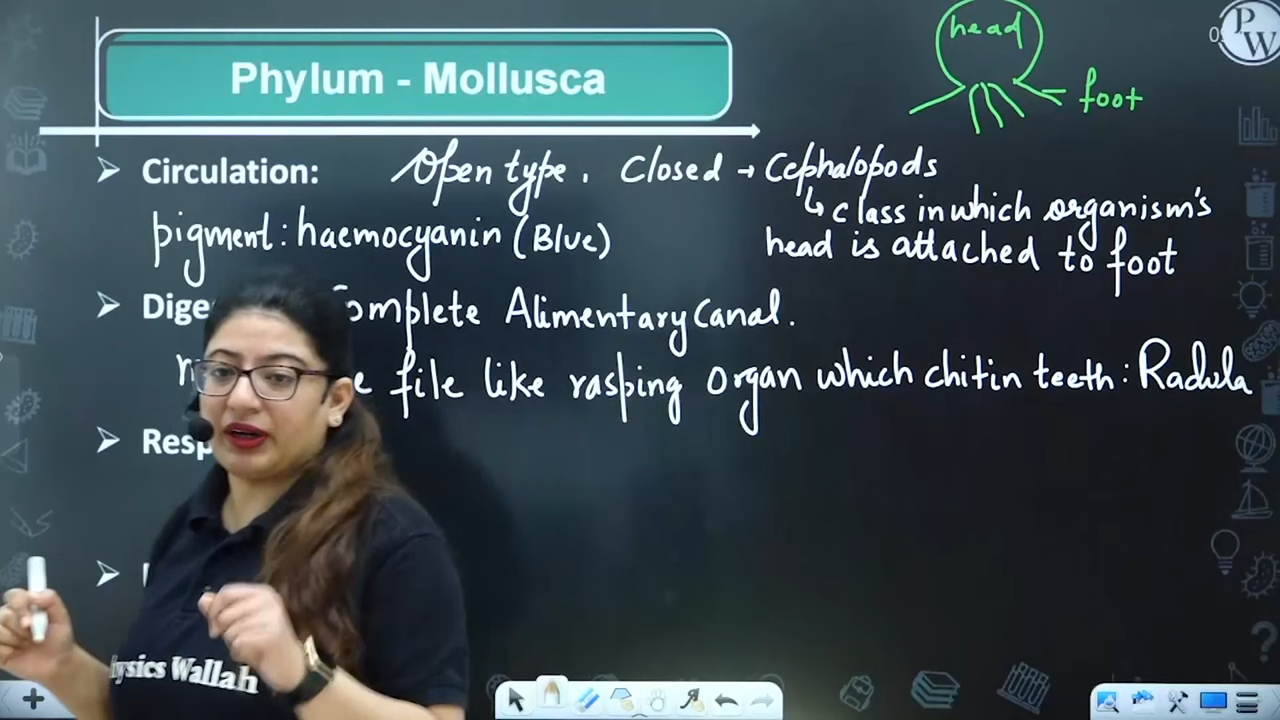 head
PW
Phylum - Mollusca
foot
Circulation: Open type. Closed → Cephalopods
↳ class in which organism's
pigment: haemocyanin (Blue)
head is attached to foot
Complete Alimentary Canal.
file like rasping organ which chitin teeth: Radula
Resp
Physics Wallah